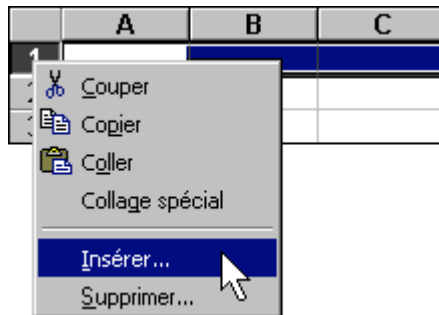 A B C
1
Couper
Copier
Coller
Collage spécial
Insérer...
Supprimer...